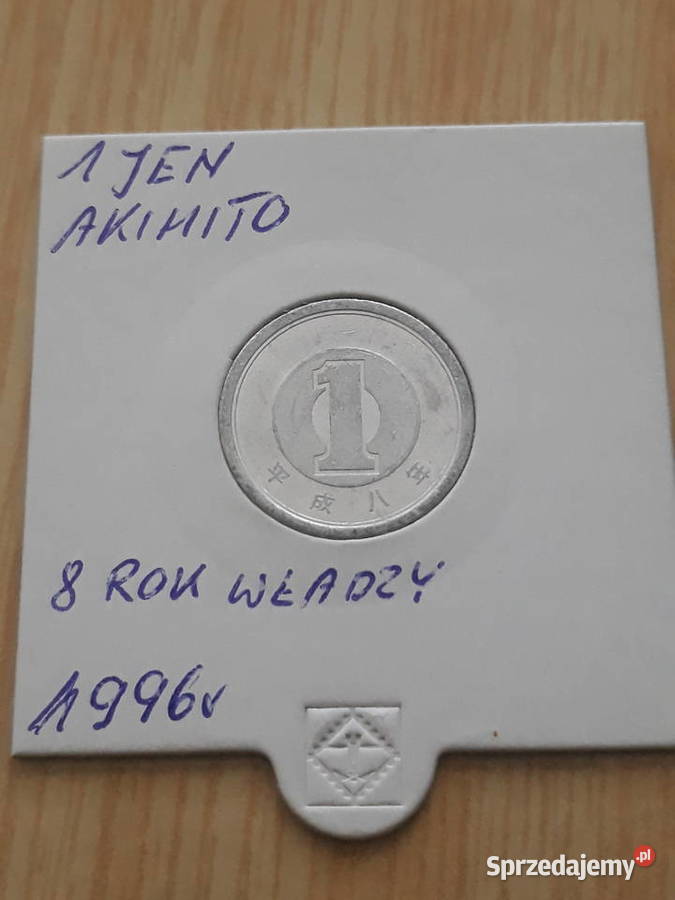 1 JEN
AKIHITO
1
平成八年
8 ROK WŁADZY
1996r
Sprzedajemy.pl